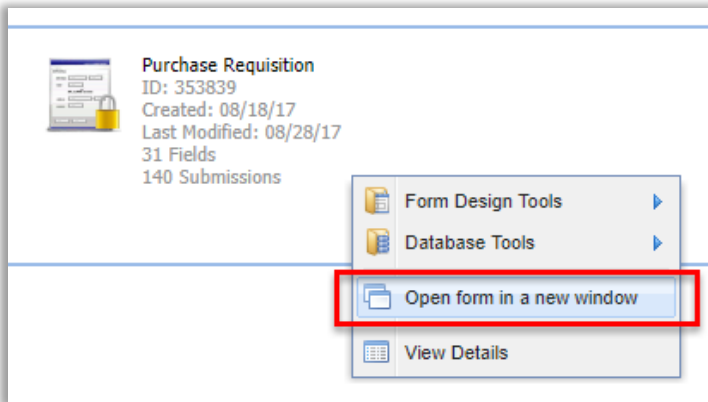 Purchase Requisition
ID: 353839
Created: 08/18/17
Last Modified: 08/28/17
31 Fields
140 Submissions
Form Design Tools
Database Tools
Open form in a new window
View Details